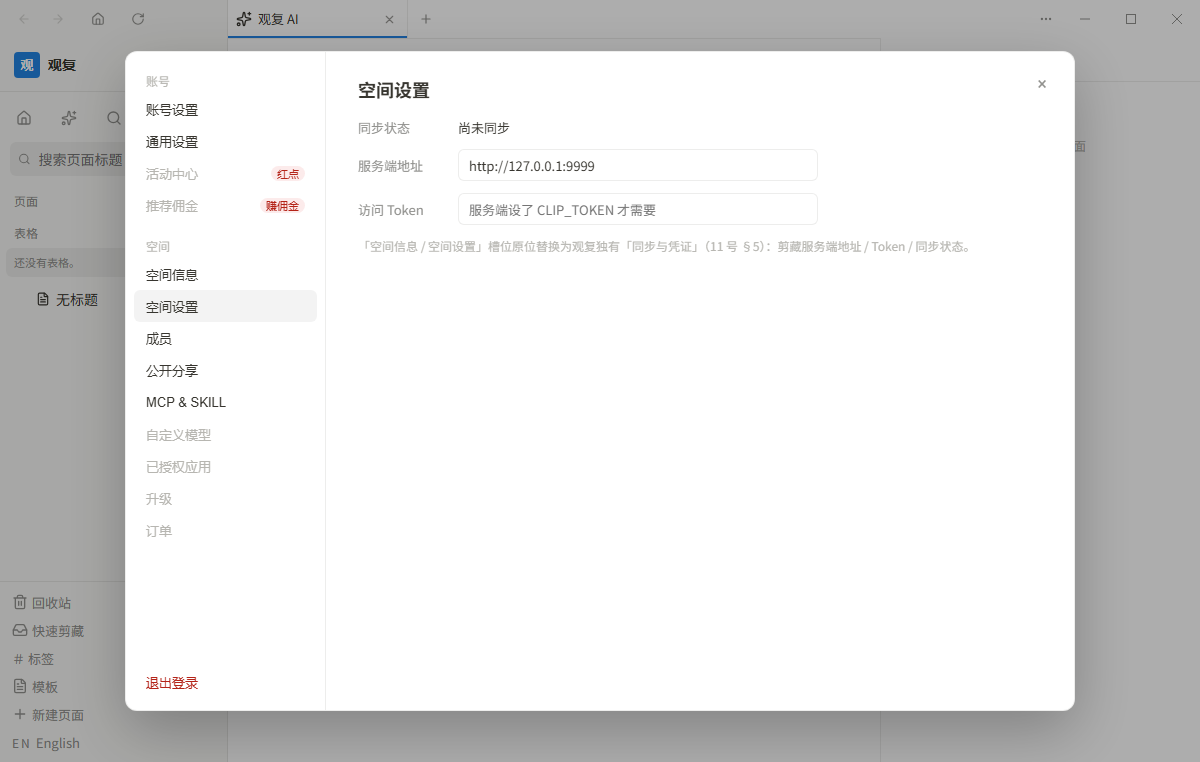 观复 AI
观 观复
搜索页面标题
页面
表格
还没有表格。
无标题
回收站
快速剪藏
# 标签
模板
新建页面
EN English
账号
账号设置
通用设置
活动中心 红点
推荐佣金 赚佣金
空间
空间信息
空间设置
成员
公开分享
MCP & SKILL
自定义模型
已授权应用
升级
订单
退出登录
空间设置
同步状态 尚未同步
服务端地址 http://127.0.0.1:9999
访问 Token 服务端设了 CLIP_TOKEN 才需要
「空间信息 / 空间设置」槽位原位替换为观复独有「同步与凭证」（11 号 §5）：剪藏服务端地址 / Token / 同步状态。
面